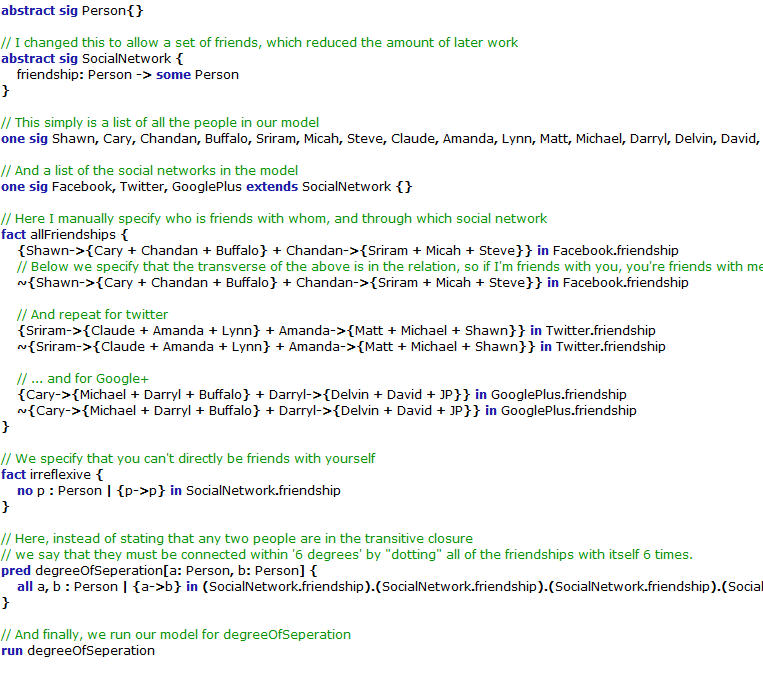 abstract sig Person{}
// I changed this to allow a set of friends, which reduced the amount of later work
abstract sig SocialNetwork {
friendship: Person -> some Person
}
// This simply is a list of all the people in our model
one sig Shawn, Cary, Chandan, Buffalo, Sriram, Micah, Steve, Claude, Amanda, Lynn, Matt, Michael, Darryl, Delvin, David,
// And a list of the social networks in the model
one sig Facebook, Twitter, GooglePlus extends SocialNetwork {}
// Here I manually specify who is friends with whom, and through which social network
fact allFriendships {
{Shawn->{Cary + Chandan + Buffalo} + Chandan->{Sriram + Micah + Steve}} in Facebook.friendship
// Below we specify that the transverse of the above is in the relation, so if I'm friends with you, you're friends with me
~{Shawn->{Cary + Chandan + Buffalo} + Chandan->{Sriram + Micah + Steve}} in Facebook.friendship
// And repeat for twitter
{Sriram->{Claude + Amanda + Lynn} + Amanda->{Matt + Michael + Shawn}} in Twitter.friendship
~{Sriram->{Claude + Amanda + Lynn} + Amanda->{Matt + Michael + Shawn}} in Twitter.friendship
// ... and for Google+
{Cary->{Michael + Darryl + Buffalo} + Darryl->{Delvin + David + JP}} in GooglePlus.friendship
~{Cary->{Michael + Darryl + Buffalo} + Darryl->{Delvin + David + JP}} in GooglePlus.friendship
}
// We specify that you can't directly be friends with yourself
fact irreflexive {
no p : Person | {p->p} in SocialNetwork.friendship
}
// Here, instead of stating that any two people are in the transitive closure
// we say that they must be connected within '6 degrees' by "dotting" all of the friendships with itself 6 times.
pred degreeOfSeperation[a: Person, b: Person] {
all a, b : Person | {a->b} in (SocialNetwork.friendship).(SocialNetwork.friendship).(SocialNetwork.friendship).(Social
}
// And finally, we run our model for degreeOfSeperation
run degreeOfSeperation